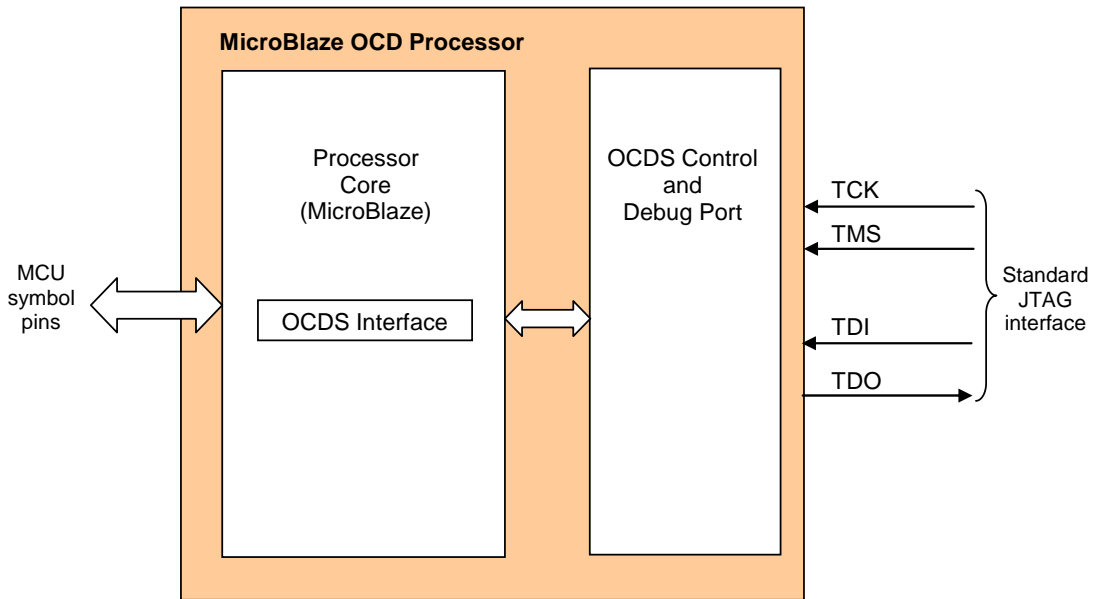 MicroBlaze OCD Processor
Processor
Core
(MicroBlaze)
OCDS Interface
OCDS Control
and
Debug Port
MCU
symbol
pins
TCK
TMS
TDI
TDO
Standard
JTAG
interface